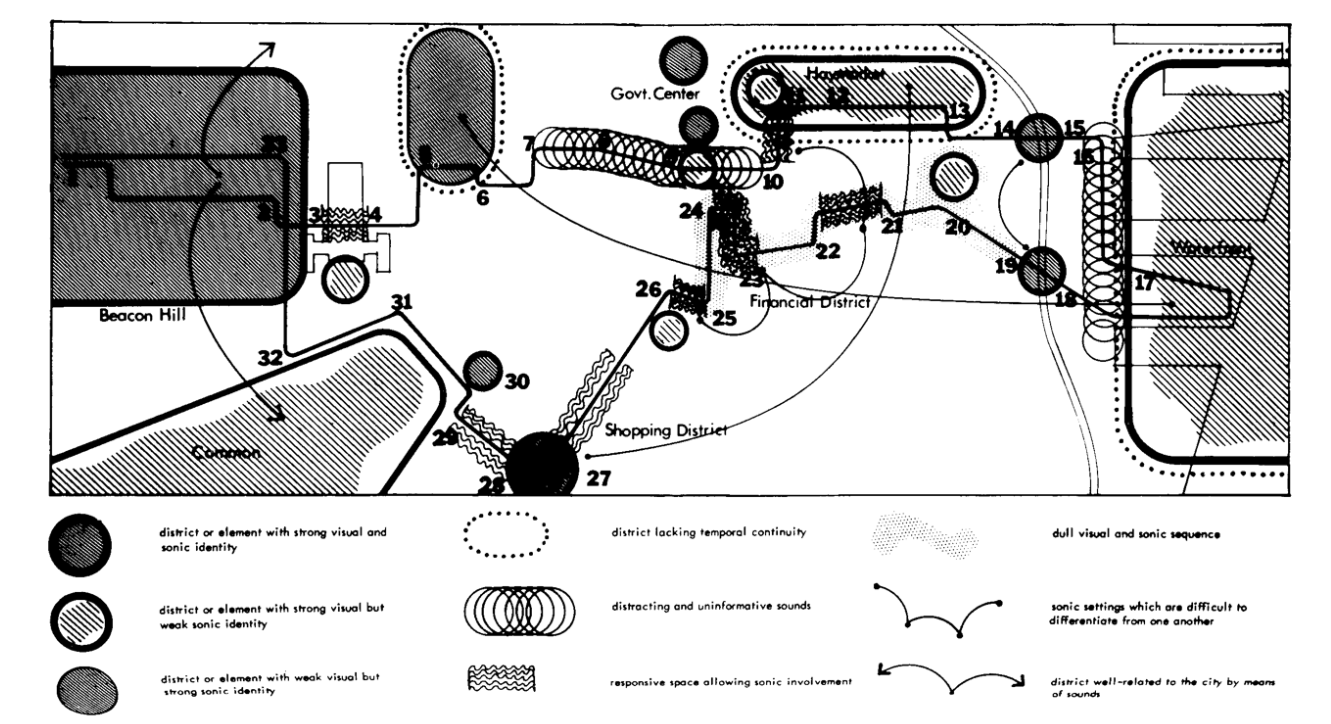 Haymarket
Govt. Center
11
12
13
14
15
16
7
8
9
10
33
1
2
3
4
5
6
24
22
21
20
19
18
17
Waterfront
23
26
25
Financial District
Beacon Hill
31
32
30
Shopping District
29
28
27
Common
district or element with strong visual and
sonic identity
district or element with strong visual but
weak sonic identity
district or element with weak visual but
strong sonic identity
district lacking temporal continuity
distracting and uninformative sounds
responsive space allowing sonic involvement
dull visual and sonic sequence
sonic settings which are difficult to
differentiate from one another
district well-related to the city by means
of sounds